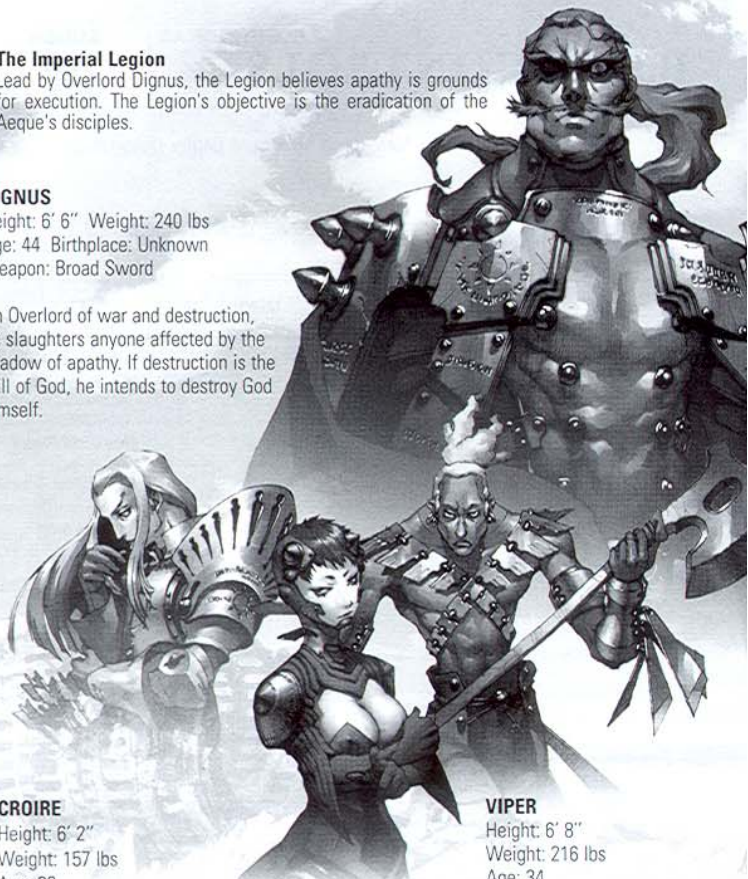 The Imperial Legion
Lead by Overlord Dignus, the Legion believes apathy is grounds
for execution. The Legion's objective is the eradication of the
Aeque's disciples.
IGNUS
eight: 6' 6" Weight: 240 lbs
ge: 44 Birthplace: Unknown
eapon: Broad Sword
n Overlord of war and destruction,
slaughters anyone affected by the
adow of apathy. If destruction is the
ll of God, he intends to destroy God
mself.
CROIRE
Height: 6' 2"
Weight: 157 lbs
VIPER
Height: 6' 8"
Weight: 216 lbs
Age: 34